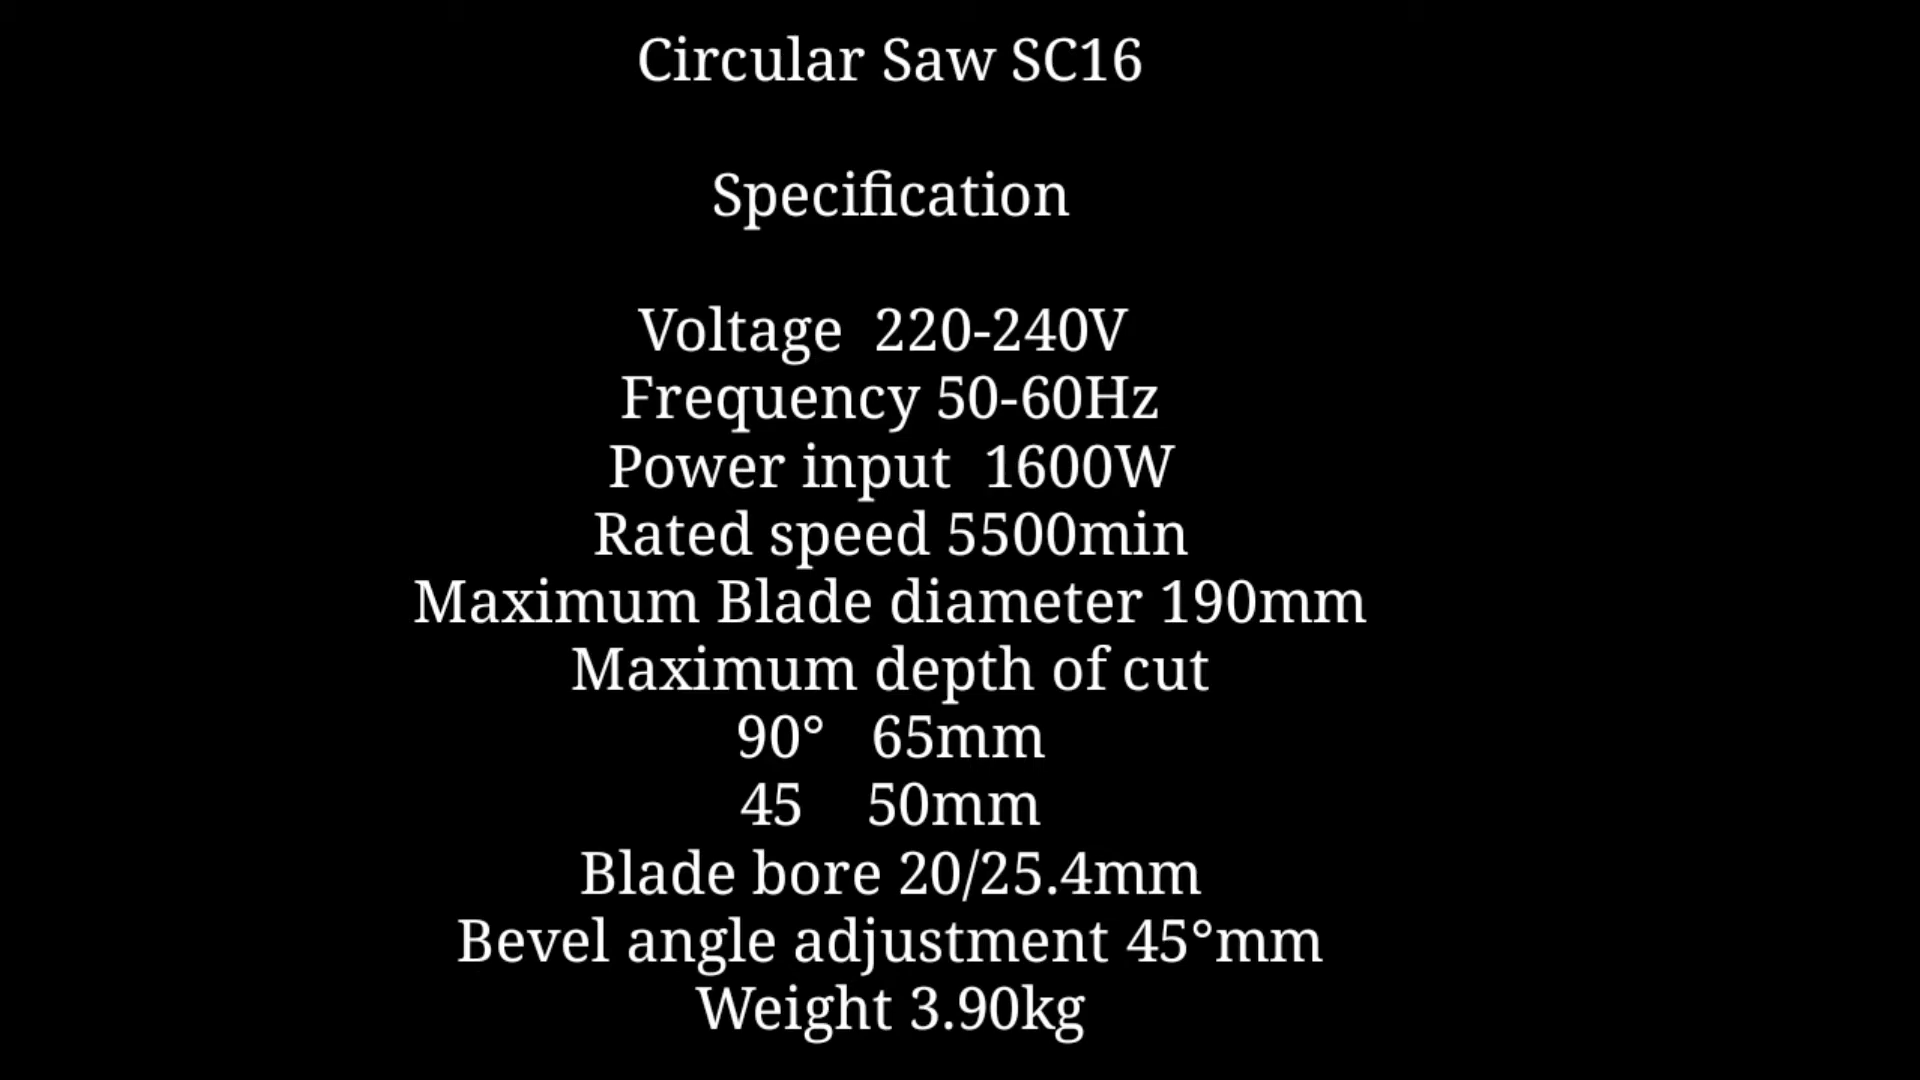 Circular Saw SC16
Specification
Voltage  220-240V
Frequency 50-60Hz
Power input  1600W
Rated speed 5500min
Maximum Blade diameter 190mm
Maximum depth of cut
90°   65mm
45    50mm
Blade bore 20/25.4mm
Bevel angle adjustment 45°mm
Weight 3.90kg